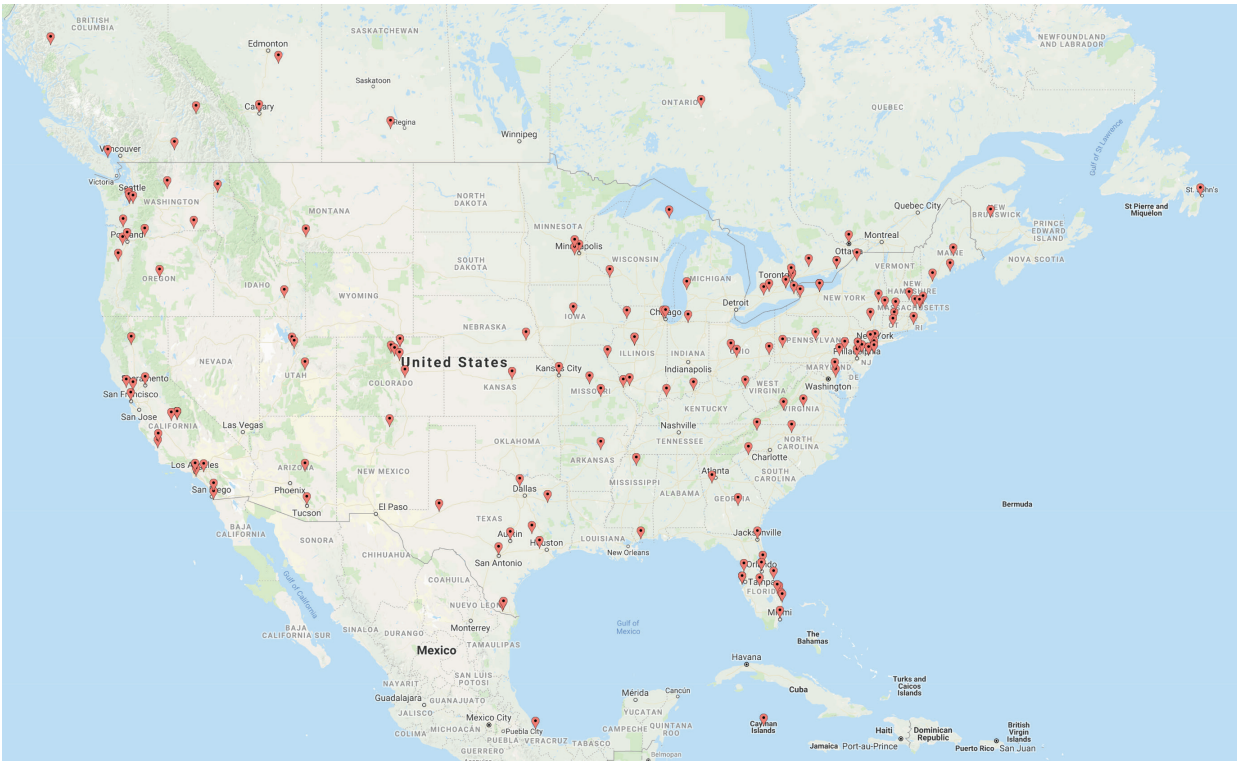 BRITISH
COLUMBIA
SASKATCHEWAN
NEWFOUNDLAND
AND LABRADOR
Edmonton
Saskatoon
Calgary
ONTARIO
QUEBEC
Regina
Winnipeg
Vancouver
Gulf of St Lawrence
Victoria
Seattle
WASHINGTON
MONTANA
NORTH
DAKOTA
St. John's
St Pierre and
Miquelon
Quebec City
NEW
BRUNSWICK
PRINCE
EDWARD
ISLAND
MINNESOTA
Portland
Minneapolis
Ottawa
Montreal
MAINE
NOVA SCOTIA
WISCONSIN
SOUTH
DAKOTA
VERMONT
OREGON
IDAHO
MICHIGAN
Toronto
NEW
HAMPSHIRE
WYOMING
Detroit
NEW YORK
MASSACHUSETTS
IOWA
Chicago
CT
RI
NEBRASKA
New York
PENNSYLVANIA
ILLINOIS
INDIANA
OHIO
Philadelphia
NEVADA
United States
NJ
UTAH
Indianapolis
MARYLAND
Sacramento
COLORADO
KANSAS
Kansas City
DE
San Francisco
MISSOURI
WEST
VIRGINIA
Washington
San Jose
KENTUCKY
VIRGINIA
CALIFORNIA
Las Vegas
Nashville
OKLAHOMA
TENNESSEE
NORTH
CAROLINA
Los Angeles
ARIZONA
NEW MEXICO
ARKANSAS
Charlotte
Atlanta
SOUTH
CAROLINA
San Diego
Phoenix
Dallas
MISSISSIPPI
ALABAMA
GEORGIA
Tucson
El Paso
Bermuda
TEXAS
BAJA
CALIFORNIA
SONORA
Austin
LOUISIANA
Jacksonville
Houston
CHIHUAHUA
New Orleans
San Antonio
Orlando
COAHUILA
Gulf of California
Tampa
FLORIDA
NUEVO LEON
Miami
BAJA
CALIFORNIA SUR
SINALOA
DURANGO
Monterrey
Gulf of
Mexico
The
Bahamas
TAMAULIPAS
Mexico
Havana
SAN LUIS
POTOSI
NAYARIT
Turks and
Caicos
Islands
Cuba
Mérida
Cancún
Guadalajara
GUANAJUATO
JALISCO
YUCATAN
Mexico City
Cayman
Islands
CAMPECHE
QUINTANA
ROO
COLIMA
MICHOACÁN
Puebla City
Haiti
Dominican
Republic
British
Virgin
Islands
PUEBLA
VERACRUZ
TABASCO
Jamaica
Port-au-Prince
Puerto Rico
San Juan
GUERRERO
Belmopan